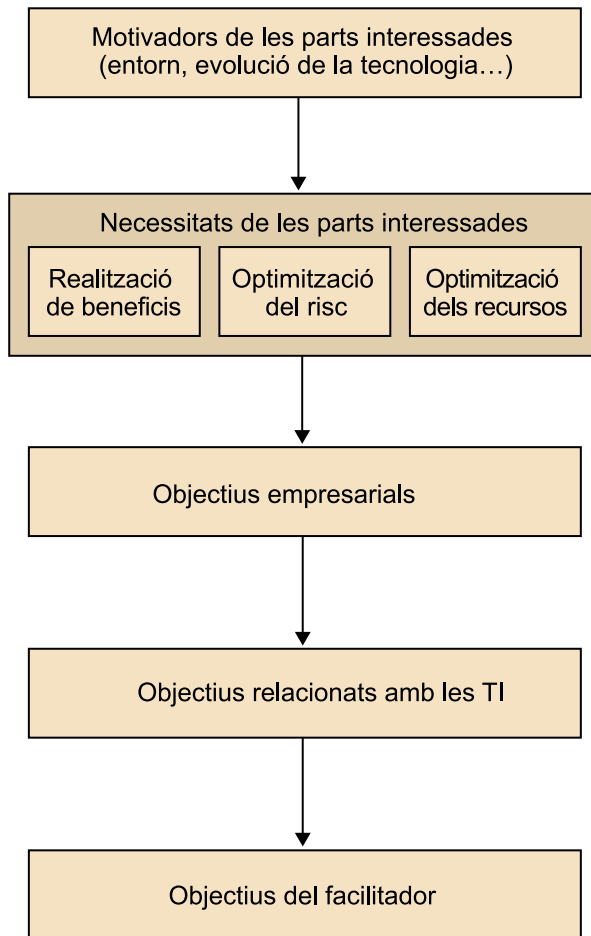 Motivadors de les parts interessades
(entorn, evolució de la tecnologia…)
Necessitats de les parts interessades
Realització
de beneficis
Optimització
del risc
Optimització
dels recursos
Objectius empresarials
Objectius relacionats amb les TI
Objectius del facilitador